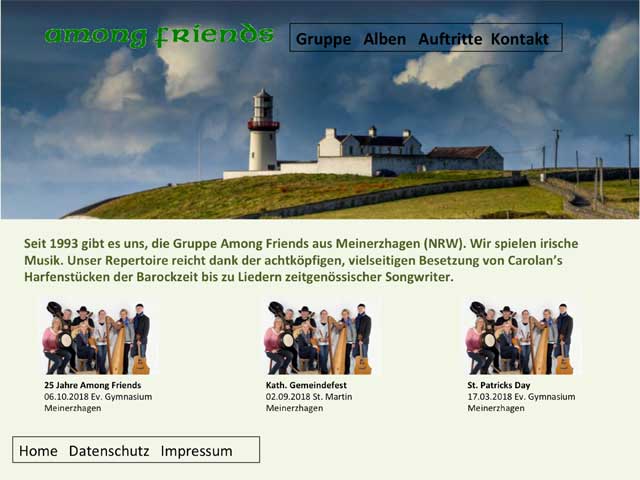 among friends
Gruppe Alben Auftritte Kontakt
Seit 1993 gibt es uns, die Gruppe Among Friends aus Meinerzhagen (NRW). Wir spielen irische
Musik. Unser Repertoire reicht dank der achtköpfigen, vielseitigen Besetzung von Carolan’s
Harfenstücken der Barockzeit bis zu Liedern zeitgenössischer Songwriter.
25 Jahre Among Friends
06.10.2018 Ev. Gymnasium
Meinerzhagen
Kath. Gemeindefest
02.09.2018 St. Martin
Meinerzhagen
St. Patricks Day
17.03.2018 Ev. Gymnasium
Meinerzhagen
Home Datenschutz Impressum